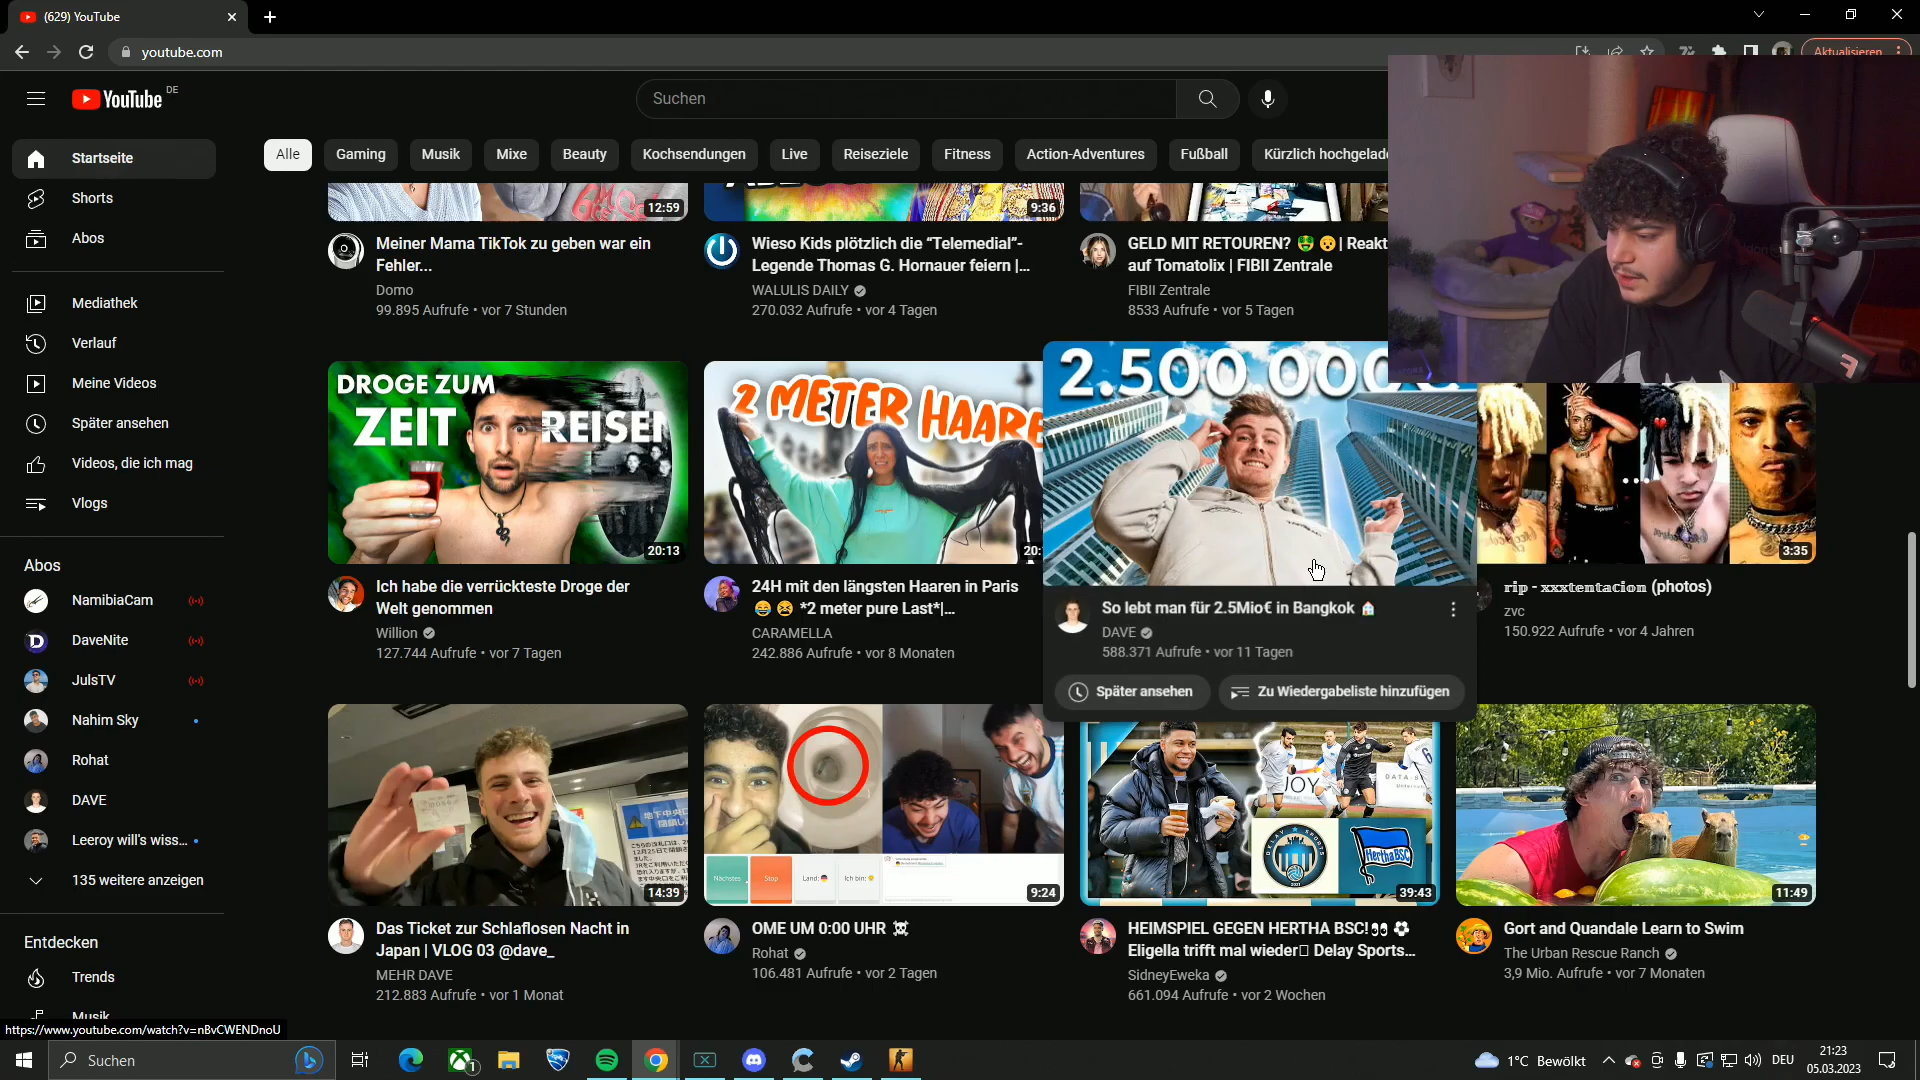 (629) YouTube
youtube.com
Aktualisieren
YouTube DE
Suchen
Startseite
Shorts
Abos
Mediathek
Verlauf
Meine Videos
Später ansehen
Videos, die ich mag
Vlogs
Abos
NamibiaCam
DaveNite
JulsTV
Nahim Sky
Rohat
DAVE
Leeroy will's wiss...
135 weitere anzeigen
Entdecken
Trends
Musik
https://www.youtube.com/watch?v=nBvCWENDnoU
Alle
Gaming
Musik
Mixe
Beauty
Kochsendungen
Live
Reiseziele
Fitness
Action-Adventures
Fußball
Kürzlich hochgelade
12:59
Meiner Mama TikTok zu geben war ein
Fehler...
Domo
99.895 Aufrufe • vor 7 Stunden
9:36
Wieso Kids plötzlich die “Telemedial”-
Legende Thomas G. Hornauer feiern |...
WALULIS DAILY
270.032 Aufrufe • vor 4 Tagen
GELD MIT RETOUREN? 🤑 😯| Reakt
auf Tomatolix | FIBII Zentrale
FIBII Zentrale
8533 Aufrufe • vor 5 Tagen
DROGE ZUM
ZEIT REISEN
20:13
Ich habe die verrückteste Droge der
Welt genommen
Willion
127.744 Aufrufe • vor 7 Tagen
2 METER HAARE
20:
24H mit den längsten Haaren in Paris
😂 😆 *2 meter pure Last*|...
CARAMELLA
242.886 Aufrufe • vor 8 Monaten
2.500.000
So lebt man für 2.5Mio€ in Bangkok 🏠
DAVE
588.371 Aufrufe • vor 11 Tagen
Später ansehen
Zu Wiedergabeliste hinzufügen
3:35
𝕣𝕚𝕡 - 𝕩𝕩𝕩𝕥𝕖𝕟𝕥𝕒𝕔𝕚𝕠𝕟 (photos)
zvc
150.922 Aufrufe • vor 4 Jahren
14:39
Das Ticket zur Schlaflosen Nacht in
Japan | VLOG 03 @dave_
MEHR DAVE
212.883 Aufrufe • vor 1 Monat
Nächstes
Stop
Land:
Ich bin:
9:24
OME UM 0:00 UHR ☠
Rohat
106.481 Aufrufe • vor 2 Tagen
DELAY SPORTS
Hertha BSC
39:43
HEIMSPIEL GEGEN HERTHA BSC!👀 ⚽
Eligella trifft mal wieder Delay Sports...
SidneyEweka
661.094 Aufrufe • vor 2 Wochen
11:49
Gort and Quandale Learn to Swim
The Urban Rescue Ranch
3,9 Mio. Aufrufe • vor 7 Monaten
Suchen
1°C Bewölkt
DEU
21:23
05.03.2023